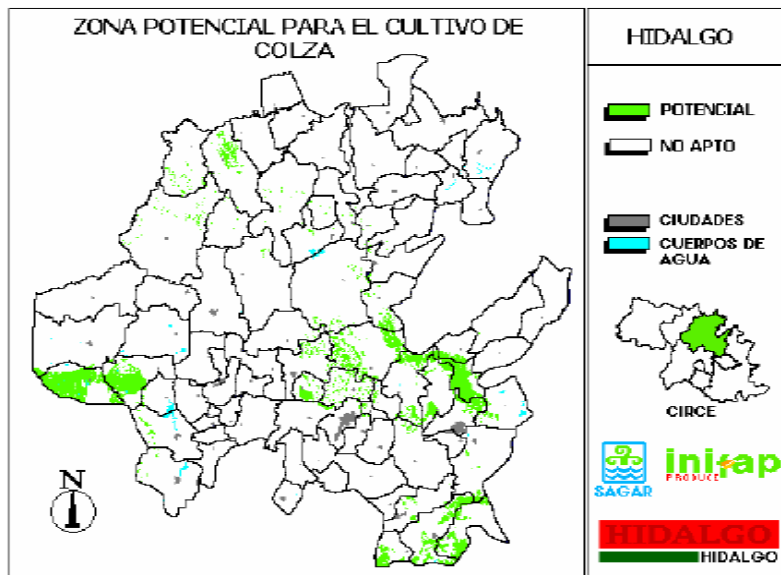 ZONA POTENCIAL PARA EL CULTIVO DE
COLZA
N
HIDALGO
POTENCIAL
NO APTO
CIUDADES
CUERPOS DE
AGUA
CIRCE
SAGAR
inifap
PRODUCE
HIDALGO
HIDALGO